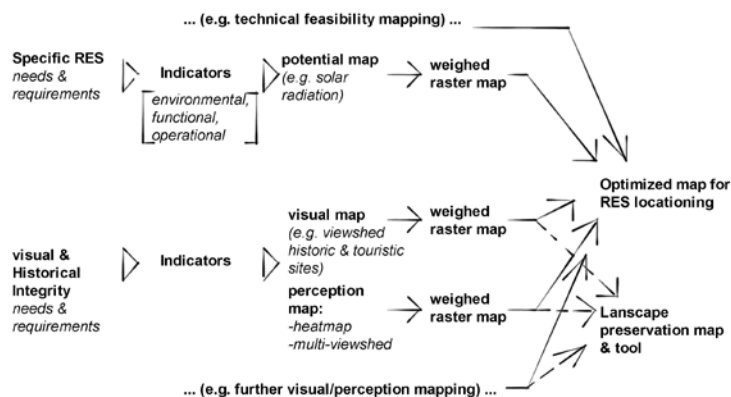 ... (e.g. technical feasibility mapping) ...
Specific RES
needs &
requirements
Indicators
environmental,
functional,
operational
potential map
(e.g. solar
radiation)
weighed
raster map
Optimized map for
RES locationing
visual &
Historical
Integrity
needs &
requirements
Indicators
visual map
(e.g. viewshed
historic & touristic
sites)
weighed
raster map
perception
map:
-heatmap
-multi-viewshed
weighed
raster map
Lanscape
preservation map
& tool
... (e.g. further visual/perception mapping) ...